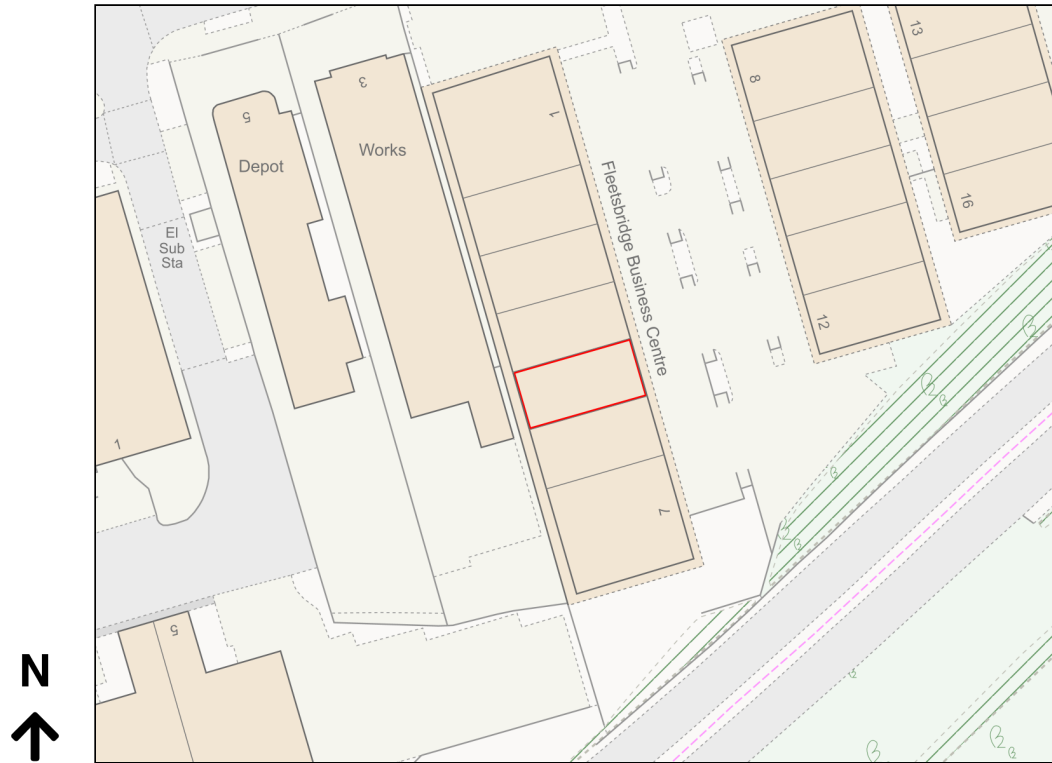 13
8
3
1
5
Works
Depot
Fleetsbridge Business Centre
16
El
Sub
Sta
12
1
7
5
N